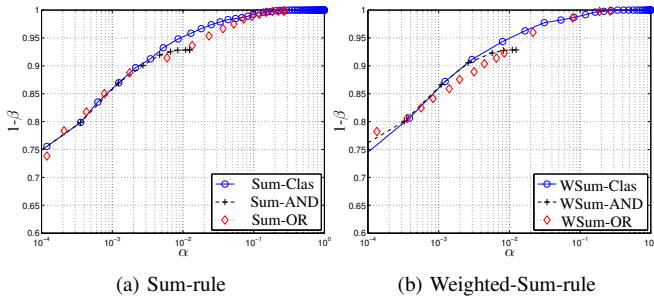 1
0.95
0.9
0.85
0.8
0.75
0.7
0.65
0.6
1-β
10⁻⁴
10⁻³
10⁻²
10⁻¹
10⁰
α
Sum-Clas
Sum-AND
Sum-OR
(a) Sum-rule
1
0.95
0.9
0.85
0.8
0.75
0.7
0.65
0.6
1-β
10⁻⁴
10⁻³
10⁻²
10⁻¹
10
α
WSum-Clas
WSum-AND
WSum-OR
(b) Weighted-Sum-rule